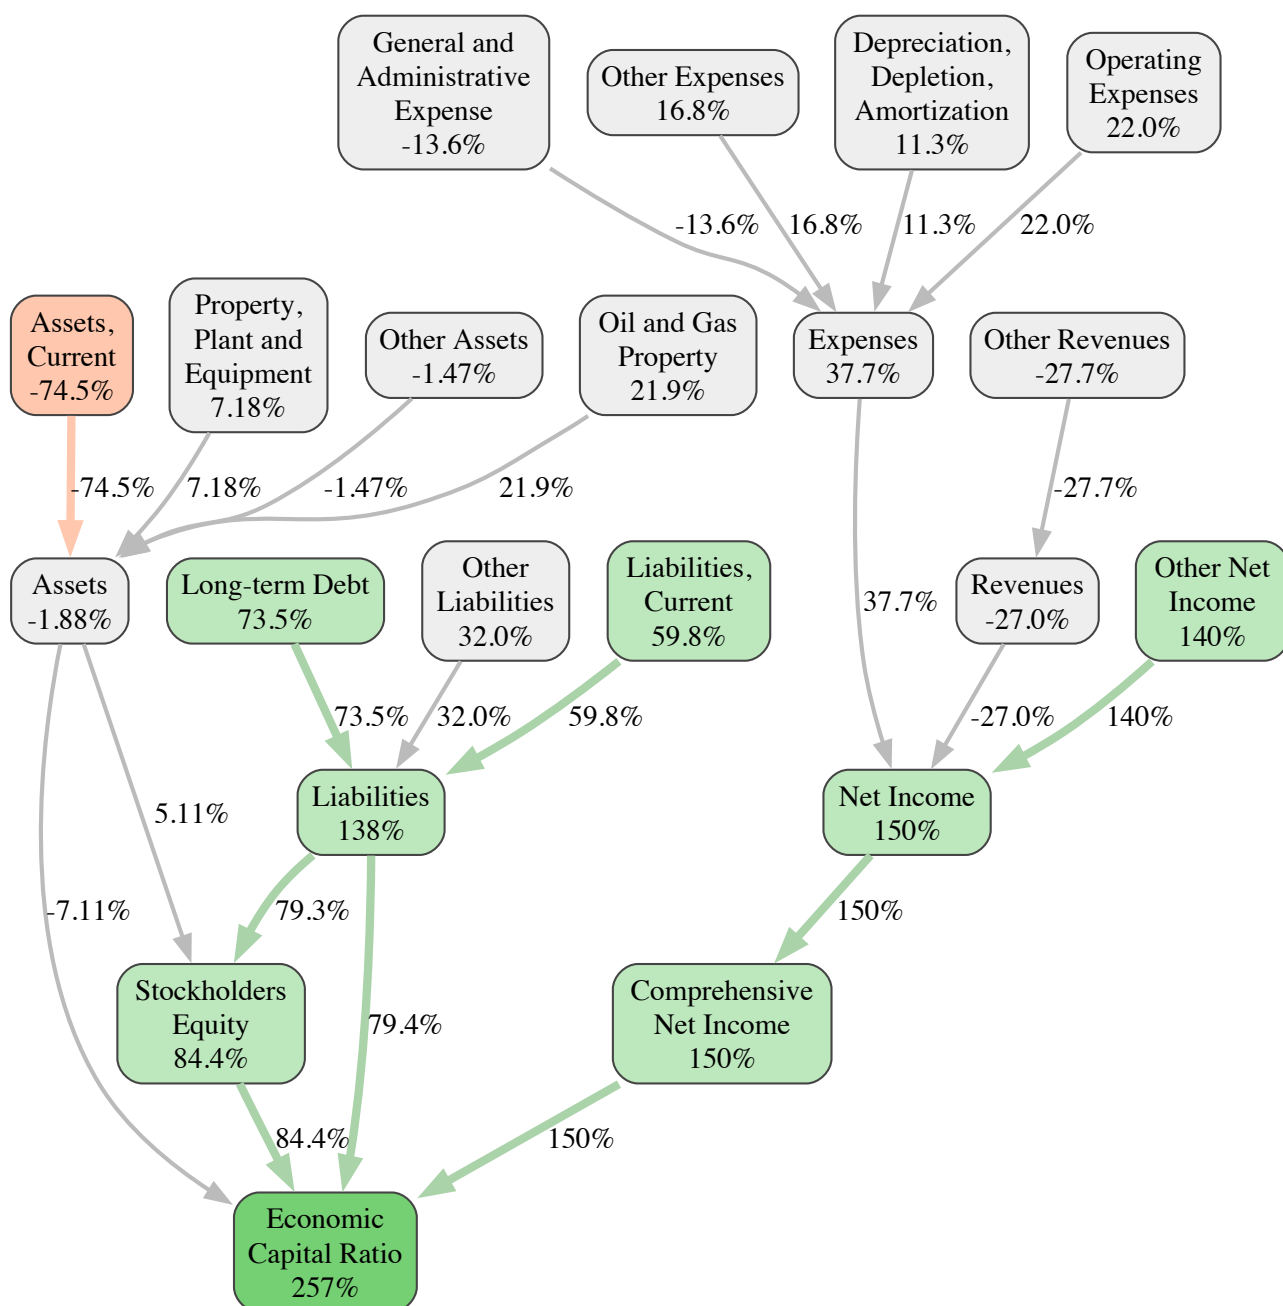 General and
Administrative
Expense
-13.6%
Other Expenses
16.8%
Depreciation,
Depletion,
Amortization
11.3%
Operating
Expenses
22.0%
-13.6%
16.8%
11.3%
22.0%
Assets,
Current
-74.5%
Property,
Plant and
Equipment
7.18%
Other Assets
-1.47%
Oil and Gas
Property
21.9%
Expenses
37.7%
Other Revenues
-27.7%
-74.5%
7.18%
-1.47%
21.9%
-27.7%
Assets
-1.88%
Long-term Debt
73.5%
Other
Liabilities
32.0%
Liabilities,
Current
59.8%
37.7%
Revenues
-27.0%
Other Net
Income
140%
73.5%
32.0%
59.8%
-27.0%
140%
5.11%
Liabilities
138%
Net Income
150%
-7.11%
79.3%
150%
Stockholders
Equity
84.4%
79.4%
Comprehensive
Net Income
150%
84.4%
150%
Economic
Capital Ratio
257%